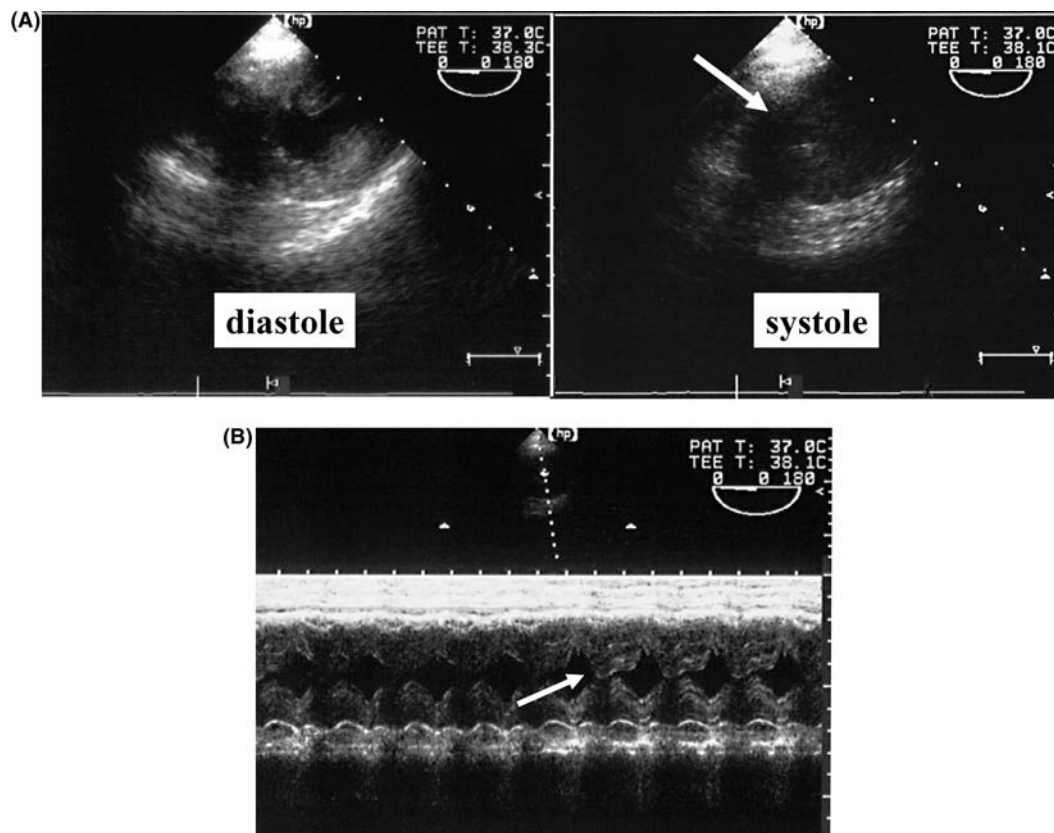 (A)
hp
PAT T: 37.0C
TEE T: 38.3C
0 0 180
diastole
hp
PAT T: 37.0C
TEE T: 38.1C
0 0 180
systole
(B)
hp
PAT T: 37.0C
TEE T: 38.1C
0 0 180